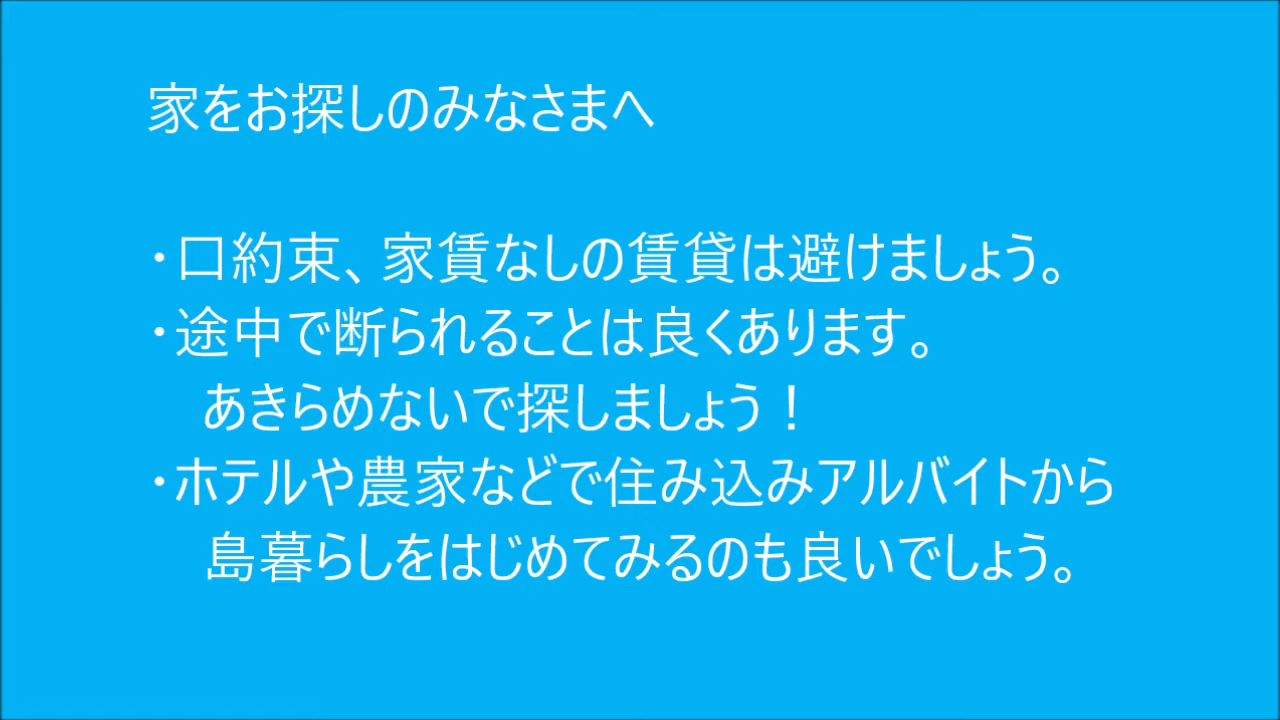 家をお探しのみなさまへ
・口約束、家賃なしの賃貸は避けましょう。
・途中で断られることは良くあります。
あきらめないで探しましょう！
・ホテルや農家などで住み込みアルバイトから
島暮らしをはじめてみるのも良いでしょう。